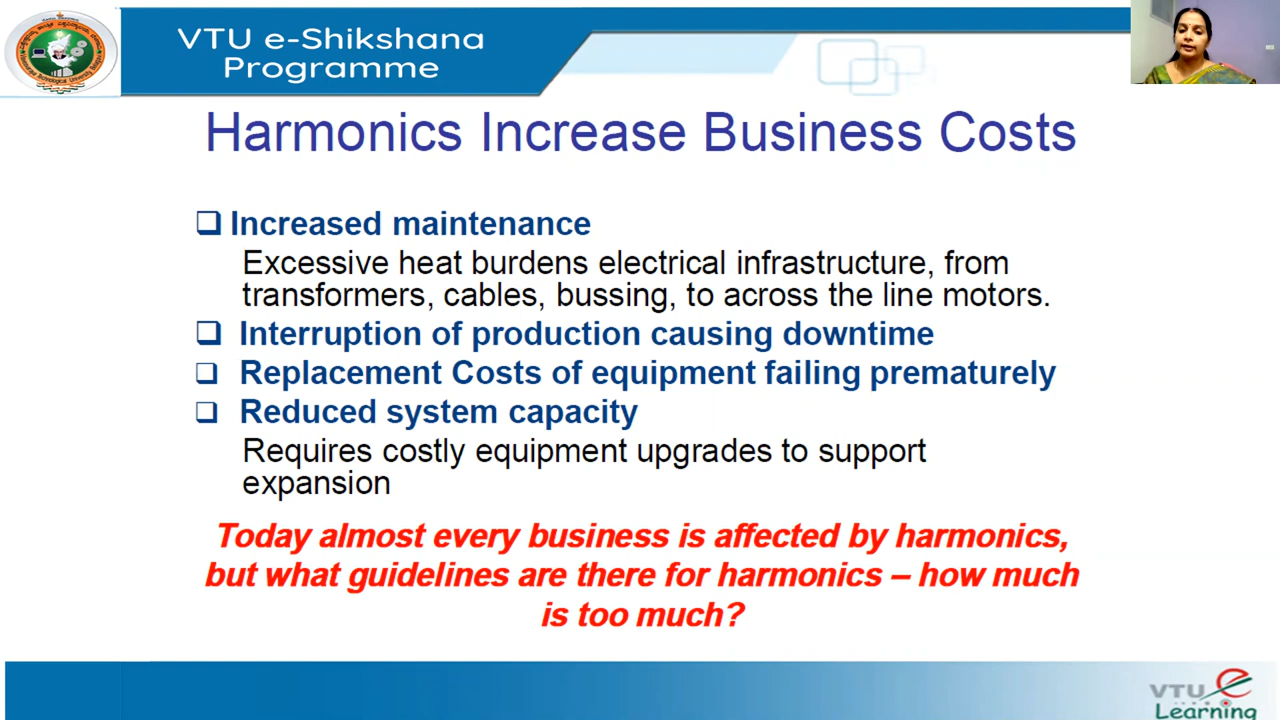 VTU e-Shikshana
Programme
Harmonics Increase Business Costs
Increased maintenance
Excessive heat burdens electrical infrastructure, from
transformers, cables, bussing, to across the line motors.
Interruption of production causing downtime
Replacement Costs of equipment failing prematurely
Reduced system capacity
Requires costly equipment upgrades to support
expansion
Today almost every business is affected by harmonics,
but what guidelines are there for harmonics – how much
is too much?
VTU e
Learning